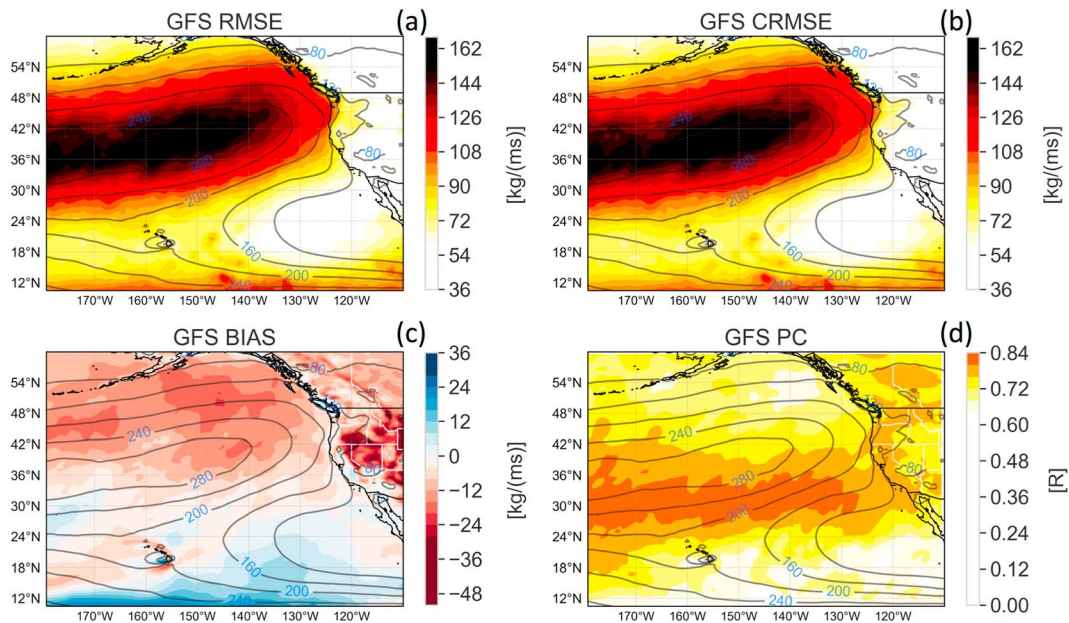 GFS RMSE (a)
54°N
48°N
42°N
36°N
30°N
24°N
18°N
12°N
170°W 160°W 150°W 140°W 130°W 120°W
80
240
280
200
160
200
80
162
144
126
108
90
72
54
36
[kg/(ms)]
GFS CRMSE (b)
54°N
48°N
42°N
36°N
30°N
24°N
18°N
12°N
170°W 160°W 150°W 140°W 130°W 120°W
80
240
280
200
160
200
80
162
144
126
108
90
72
54
36
[kg/(ms)]
GFS BIAS (c)
54°N
48°N
42°N
36°N
30°N
24°N
18°N
12°N
170°W 160°W 150°W 140°W 130°W 120°W
80
240
280
200
160
200
240
80
36
24
12
0
−12
−24
−36
−48
[kg/(ms)]
GFS PC (d)
54°N
48°N
42°N
36°N
30°N
24°N
18°N
12°N
170°W 160°W 150°W 140°W 130°W 120°W
80
240
280
200
160
200
240
80
0.84
0.72
0.60
0.48
0.36
0.24
0.12
0.00
[R]